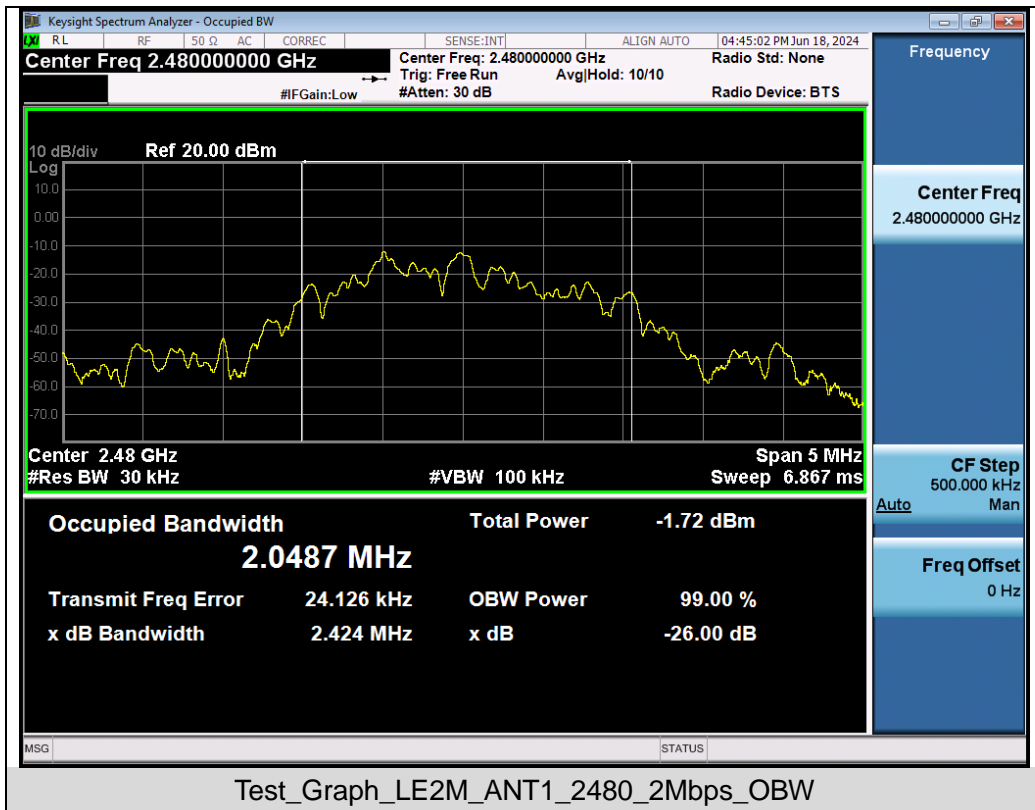 Keysight Spectrum Analyzer - Occupied BW
LXI RL RF 50 Ω AC CORREC SENSE:INT ALIGN AUTO 04:45:02 PM Jun 18, 2024
Center Freq 2.480000000 GHz
Center Freq: 2.480000000 GHz
Radio Std: None
Trig: Free Run Avg|Hold: 10/10
#IFGain:Low
#Atten: 30 dB
Radio Device: BTS
Frequency
10 dB/div Ref 20.00 dBm
Log
10.0
0.00
-10.0
-20.0
-30.0
-40.0
-50.0
-60.0
-70.0
Center 2.48 GHz Span 5 MHz
#Res BW 30 kHz #VBW 100 kHz Sweep 6.867 ms
Center Freq
2.480000000 GHz
CF Step
500.000 kHz
Auto Man
Freq Offset
0 Hz
Occupied Bandwidth Total Power -1.72 dBm
2.0487 MHz
Transmit Freq Error 24.126 kHz OBW Power 99.00 %
x dB Bandwidth 2.424 MHz x dB -26.00 dB
MSG STATUS
Test_Graph_LE2M_ANT1_2480_2Mbps_OBW